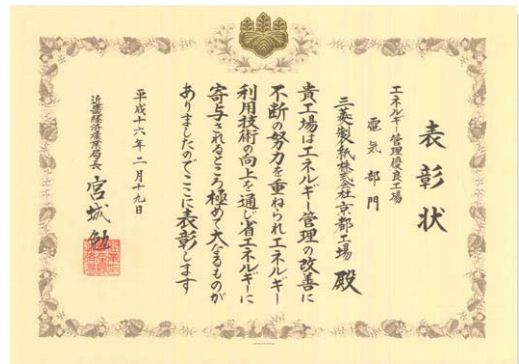 表彰状
エネルギー管理優良工場
電気部門
三菱製紙株式会社京都工場 殿
貴工場はエネルギー管理の改善に
不断の努力を重ねられエネルギー
利用技術の向上を通じ省エネルギーに
寄与されるところ極めて大なるものが
ありましたのでここに表彰します
平成十六年二月十九日
近畿経済産業局長 宮城勉